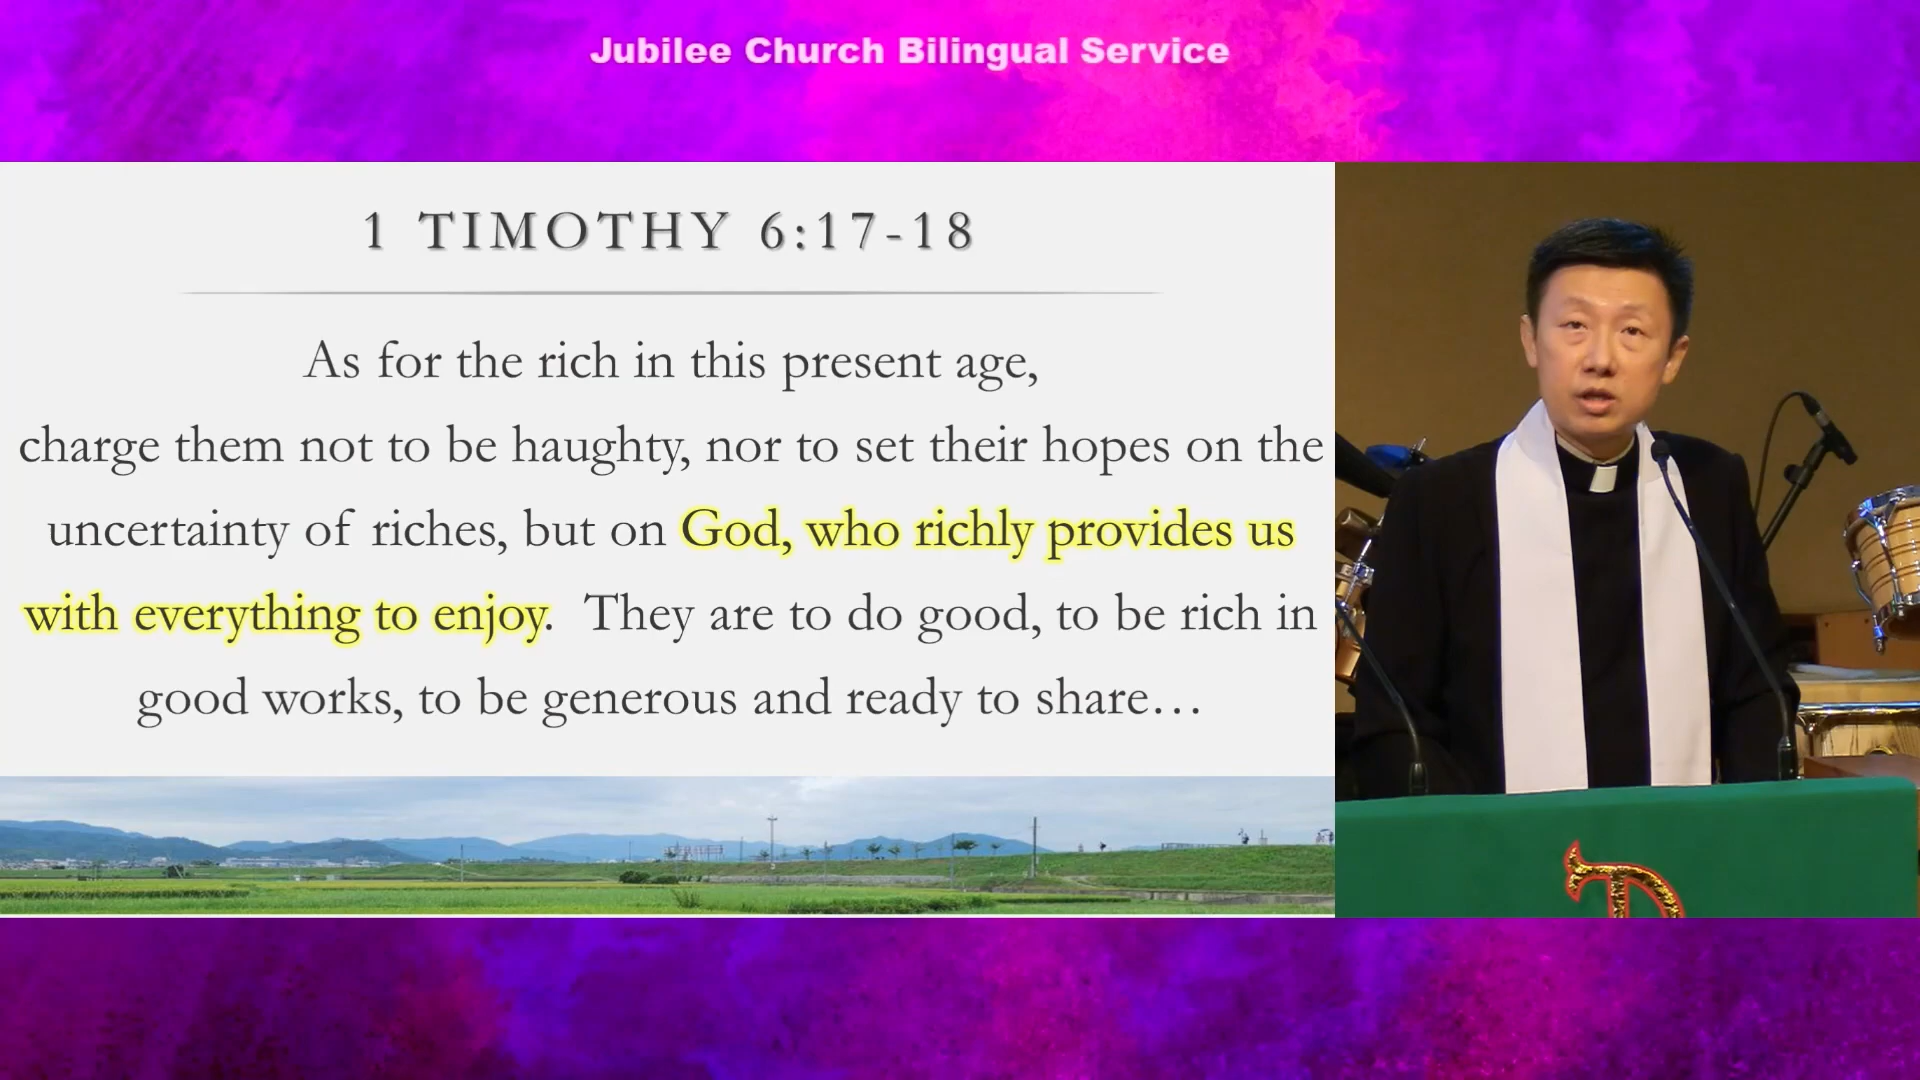 Jubilee Church Bilingual Service
1 TIMOTHY 6:17-18
As for the rich in this present age,
charge them not to be haughty, nor to set their hopes on the
uncertainty of riches, but on God, who richly provides us
with everything to enjoy.  They are to do good, to be rich in
good works, to be generous and ready to share…